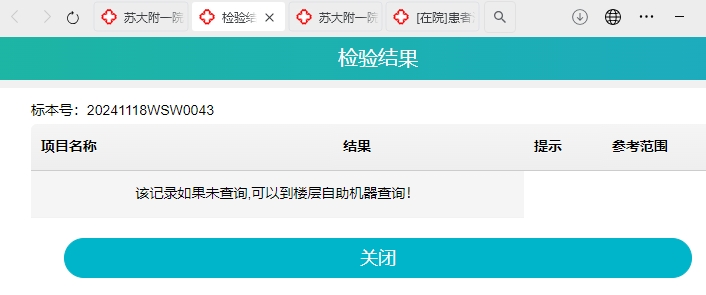 苏大附一院
检验结
苏大附一院
[在院]患者
检验结果
标本号：20241118WSW0043
项目名称 结果 提示 参考范围
该记录如果未查询,可以到楼层自助机器查询!
关闭